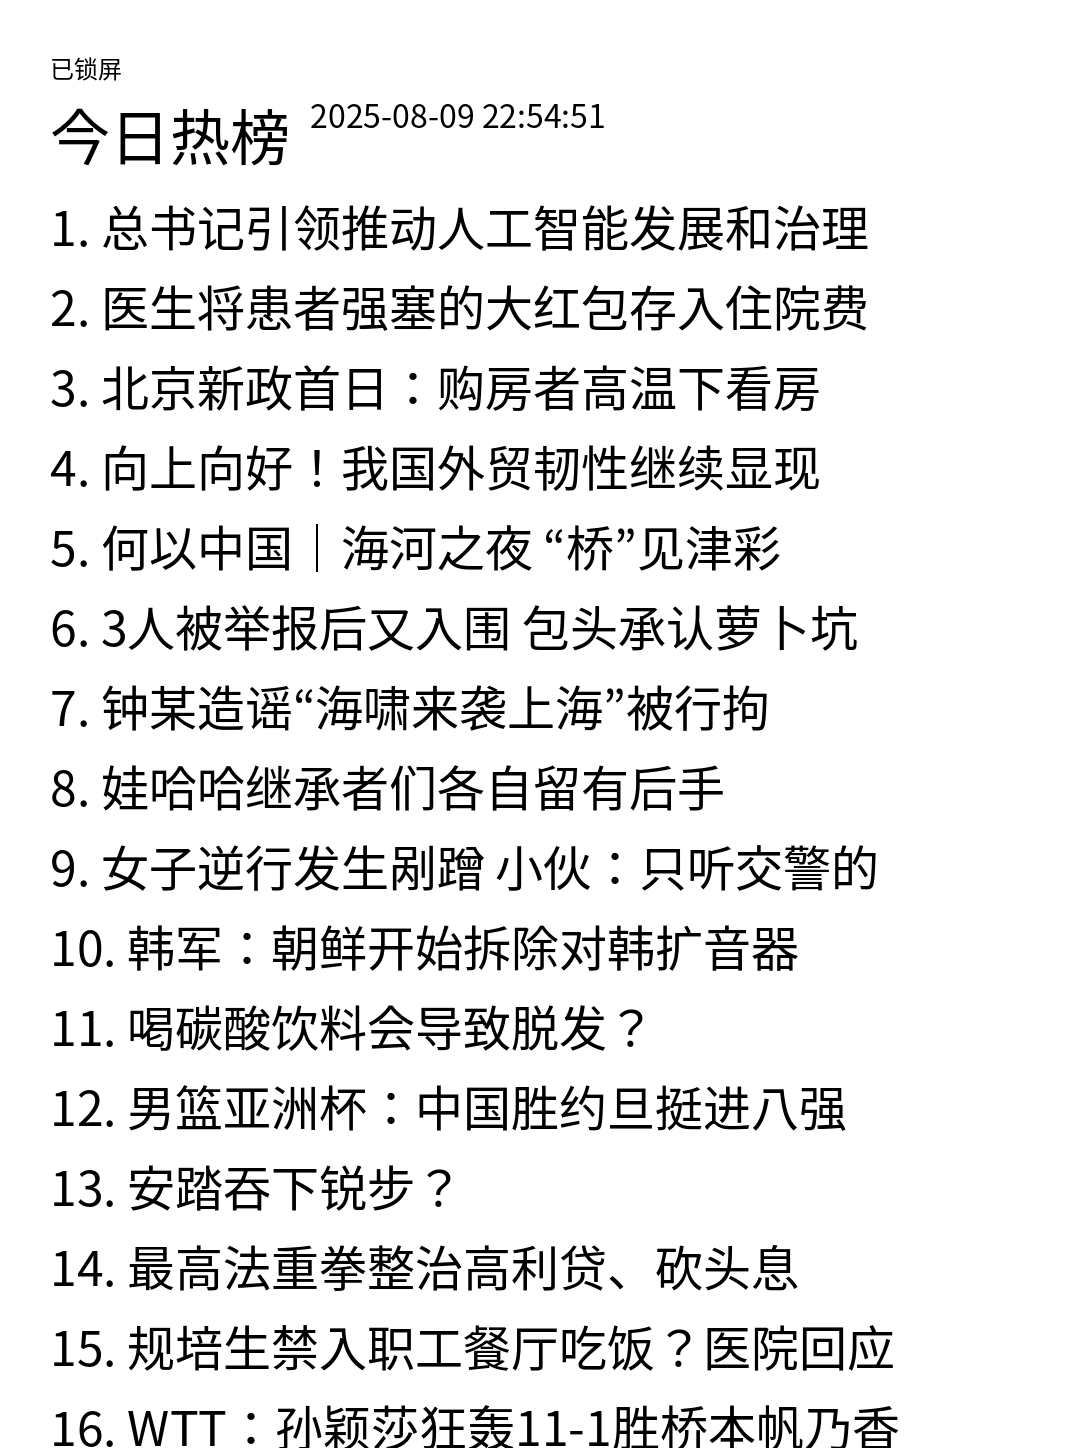 已锁屏
今日热榜 2025-08-09 22:54:51
1. 总书记引领推动人工智能发展和治理
2. 医生将患者强塞的大红包存入住院费
3. 北京新政首日：购房者高温下看房
4. 向上向好！我国外贸韧性继续显现
5. 何以中国｜海河之夜 “桥”见津彩
6. 3人被举报后又入围 包头承认萝卜坑
7. 钟某造谣“海啸来袭上海”被行拘
8. 娃哈哈继承者们各自留有后手
9. 女子逆行发生剐蹭 小伙：只听交警的
10. 韩军：朝鲜开始拆除对韩扩音器
11. 喝碳酸饮料会导致脱发？
12. 男篮亚洲杯：中国胜约旦挺进八强
13. 安踏吞下锐步？
14. 最高法重拳整治高利贷、砍头息
15. 规培生禁入职工餐厅吃饭？医院回应
16. WTT：孙颖莎狂轰11-1胜桥本帆乃香